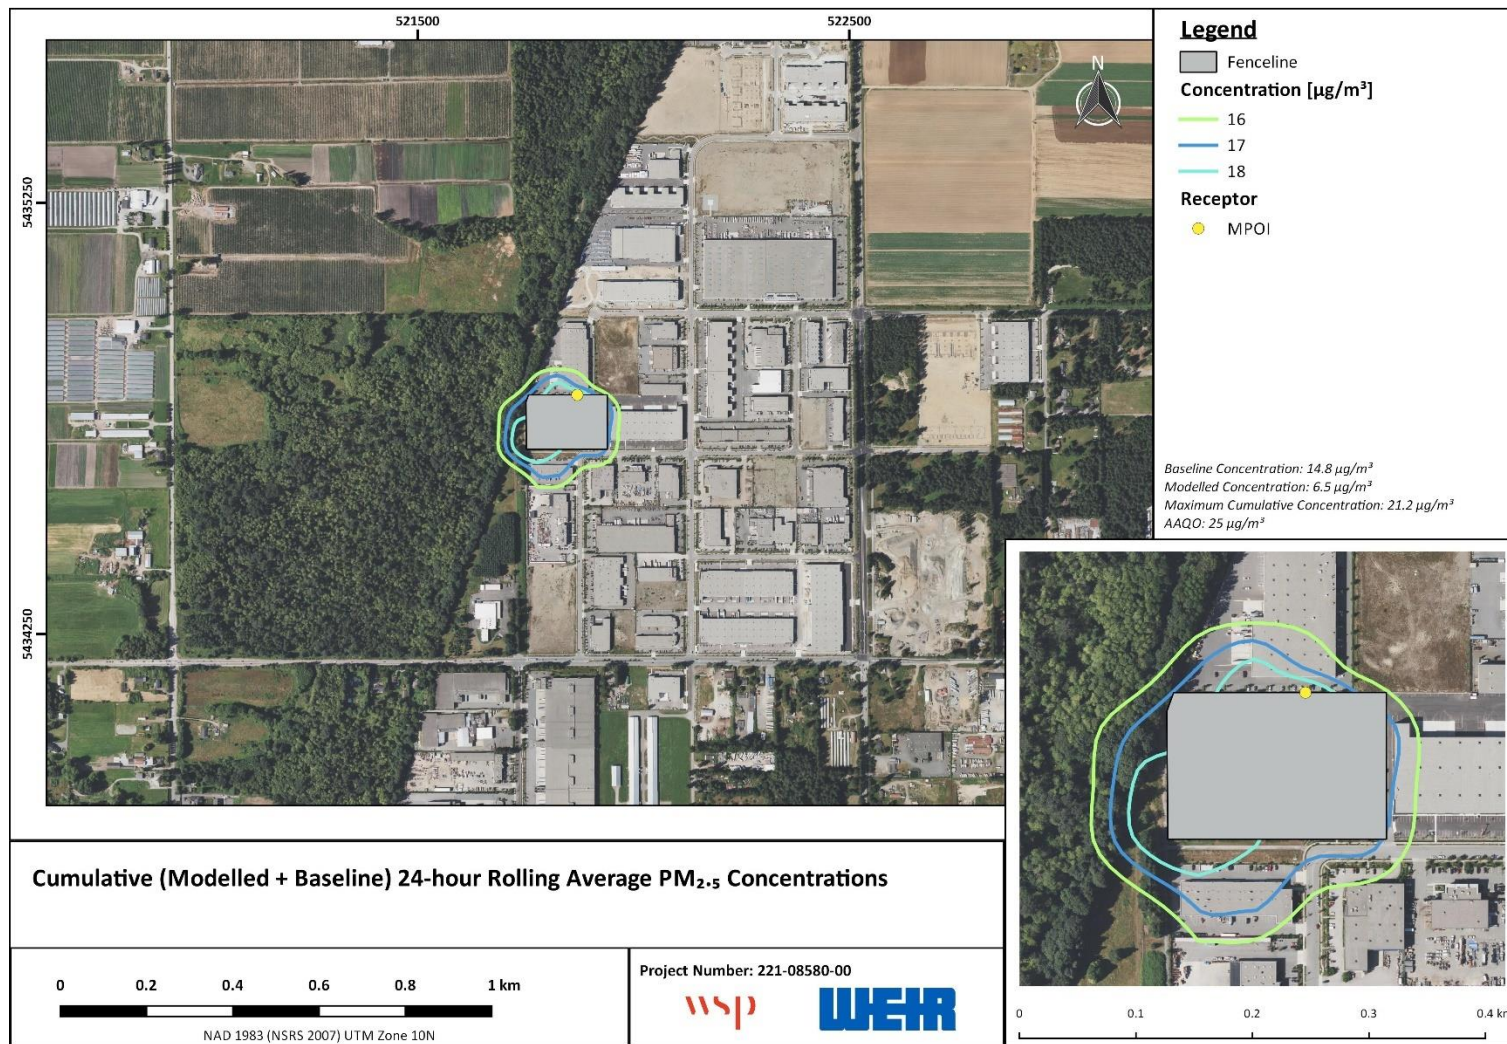 521500
522500
5435250
5434250
N
Legend
Fenceline
Concentration [µg/m³]
16
17
18
Receptor
MPOI
Baseline Concentration: 14.8 µg/m³
Modelled Concentration: 6.5 µg/m³
Maximum Cumulative Concentration: 21.2 µg/m³
AAQO: 25 µg/m³
Cumulative (Modelled + Baseline) 24-hour Rolling Average PM₂.₅ Concentrations
0 0.2 0.4 0.6 0.8 1 km
NAD 1983 (NSRS 2007) UTM Zone 10N
Project Number: 221-08580-00
wsp WEIR
0 0.1 0.2 0.3 0.4 km